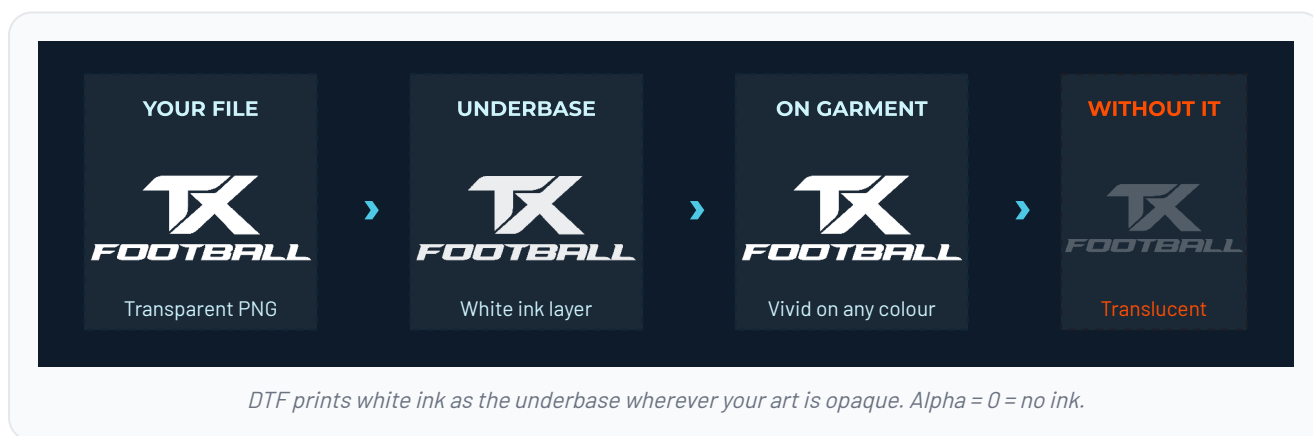 YOUR FILE
TX
FOOTBALL
Transparent PNG
›
UNDERBASE
TX
FOOTBALL
White ink layer
›
ON GARMENT
TX
FOOTBALL
Vivid on any colour
›
WITHOUT IT
TX
FOOTBALL
Translucent
DTF prints white ink as the underbase wherever your art is opaque. Alpha = 0 = no ink.